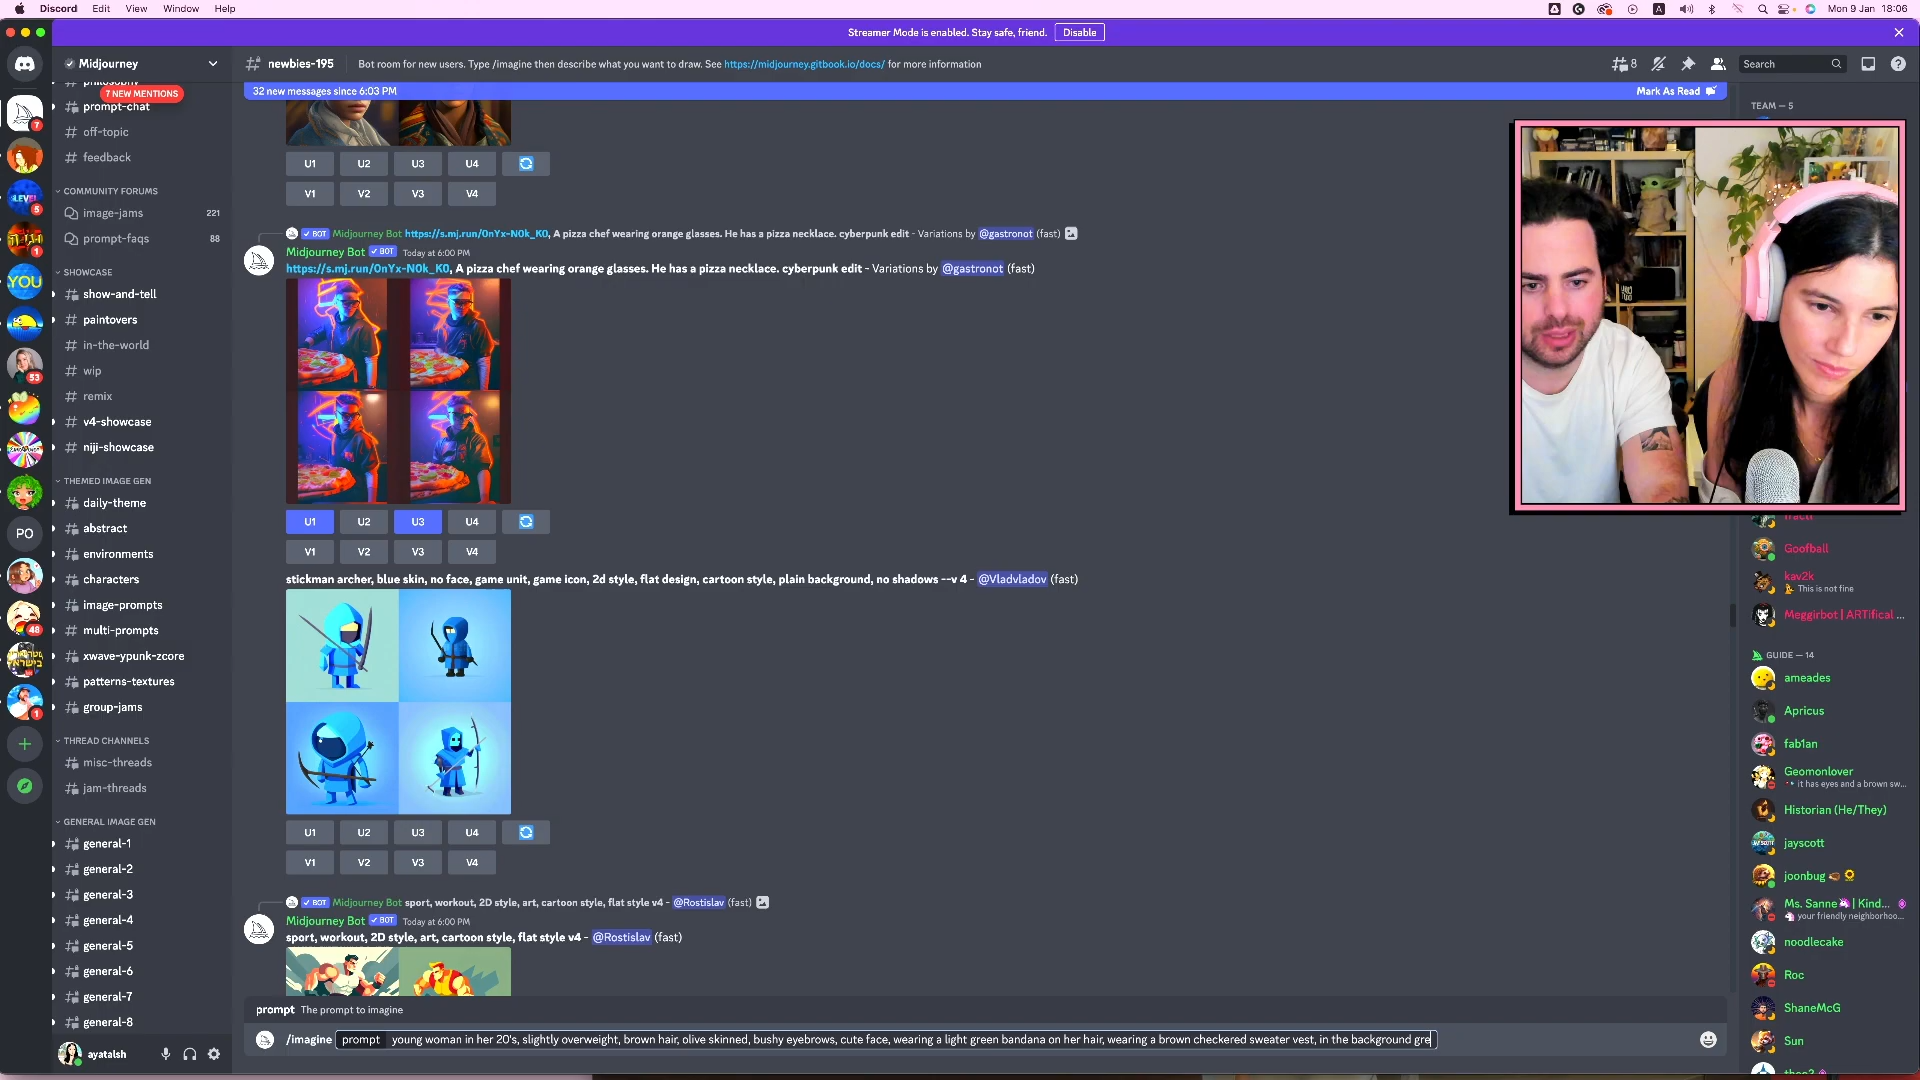 Discord Edit View Window Help
Mon 9 Jan 18:06
Streamer Mode is enabled. Stay safe, friend. Disable
Midjourney
newbies-195 Bot room for new users. Type /imagine then describe what you want to draw. See https://midjourney.gitbook.io/docs/ for more information
8
Search
7 NEW MENTIONS
32 new messages since 6:03 PM
Mark As Read
prompt-chat
off-topic
feedback
COMMUNITY FORUMS
image-jams 221
prompt-faqs 88
SHOWCASE
show-and-tell
paintovers
in-the-world
wip
remix
v4-showcase
niji-showcase
THEMED IMAGE GEN
daily-theme
abstract
environments
characters
image-prompts
multi-prompts
xwave-ypunk-zcore
patterns-textures
group-jams
THREAD CHANNELS
misc-threads
jam-threads
GENERAL IMAGE GEN
general-1
general-2
general-3
general-4
general-5
general-6
general-7
general-8
ayatalsh
7
5
1
YOU
53
PO
48
1
U1 U2 U3 U4
V1 V2 V3 V4
BOT Midjourney Bot https://s.mj.run/0nYx-N0k_K0, A pizza chef wearing orange glasses. He has a pizza necklace. cyberpunk edit - Variations by @gastronot (fast)
Midjourney Bot BOT Today at 6:00 PM
https://s.mj.run/0nYx-N0k_K0, A pizza chef wearing orange glasses. He has a pizza necklace. cyberpunk edit - Variations by @gastronot (fast)
U1 U2 U3 U4
V1 V2 V3 V4
stickman archer, blue skin, no face, game unit, game icon, 2d style, flat design, cartoon style, plain background, no shadows --v 4 - @Vladvladov (fast)
U1 U2 U3 U4
V1 V2 V3 V4
BOT Midjourney Bot sport, workout, 2D style, art, cartoon style, flat style v4 - @Rostislav (fast)
Midjourney Bot BOT Today at 6:00 PM
sport, workout, 2D style, art, cartoon style, flat style v4 - @Rostislav (fast)
prompt The prompt to imagine
/imagine prompt young woman in her 20's, slightly overweight, brown hair, olive skinned, bushy eyebrows, cute face, wearing a light green bandana on her hair, wearing a brown checkered sweater vest, in the background gre
TEAM — 5
Goofball
kav2k
This is not fine
Meggirbot | ARTifical ...
GUIDE — 14
ameades
Apricus
fab1an
Geomonlover
it has eyes and a brown sw...
Historian (He/They)
jayscott
joonbug
Ms. Sanne | Kind...
your friendly neighborhoo...
noodlecake
Roc
ShaneMcG
Sun